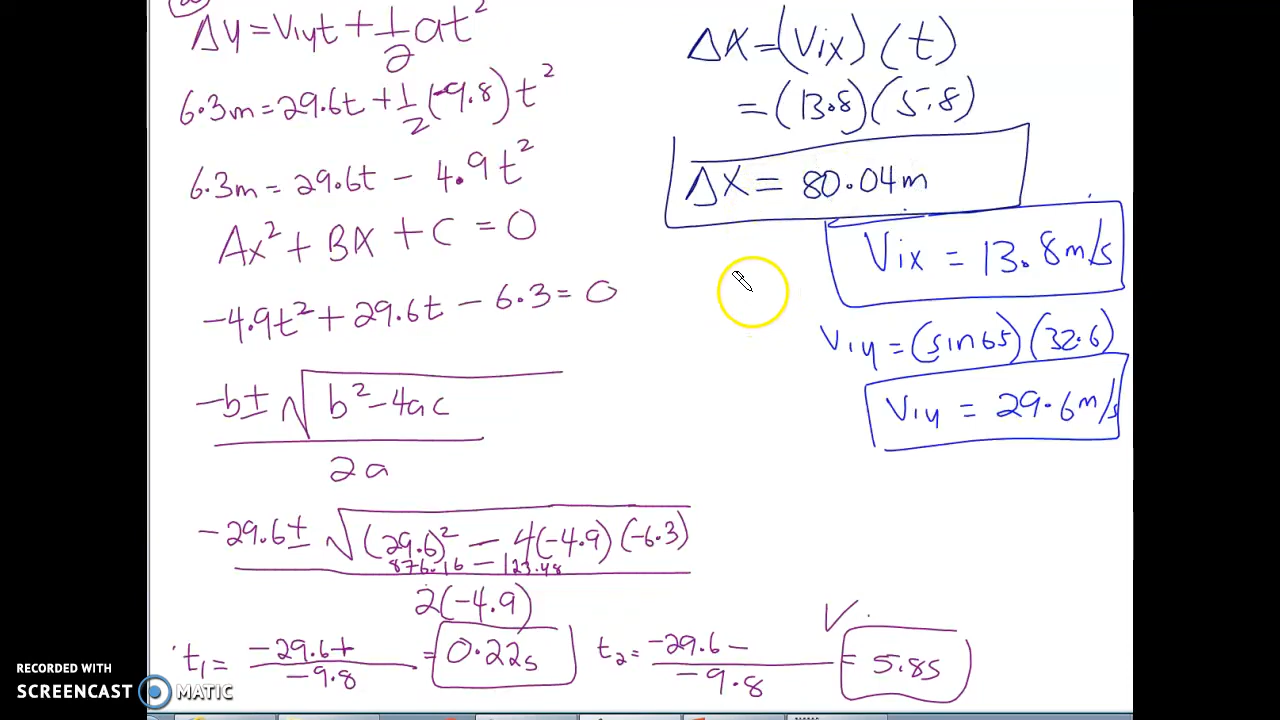 Δy = Viyt + 1/2 at²
6.3m = 29.6t + 1/2 (-9.8) t²
6.3m = 29.6t - 4.9t²
Ax² + BX + C = 0
-4.9t² + 29.6t - 6.3 = 0
-b ± √(b² - 4ac)
2a
-29.6 ± √((29.6)² - 4(-4.9)(-6.3))
876.16 - 123.48
2(-4.9)
t₁ = -29.6+ / -9.8 = 0.22s
t₂ = -29.6 - / -9.8 = 5.8s
ΔX = (Vix) (t)
= (13.8)(5.8)
ΔX = 80.04m
Vix = 13.8m/s
Viy = (sin65)(32.6)
Viy = 29.6m/s
RECORDED WITH
SCREENCAST MATIC